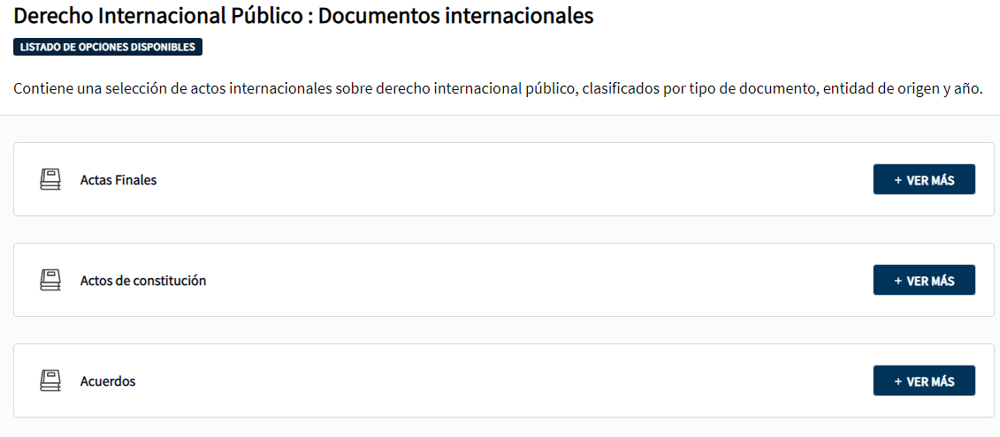 Derecho Internacional Público : Documentos internacionales
LISTADO DE OPCIONES DISPONIBLES
Contiene una selección de actos internacionales sobre derecho internacional público, clasificados por tipo de documento, entidad de origen y año.
Actas Finales
+ VER MÁS
Actos de constitución
+ VER MÁS
Acuerdos
+ VER MÁS